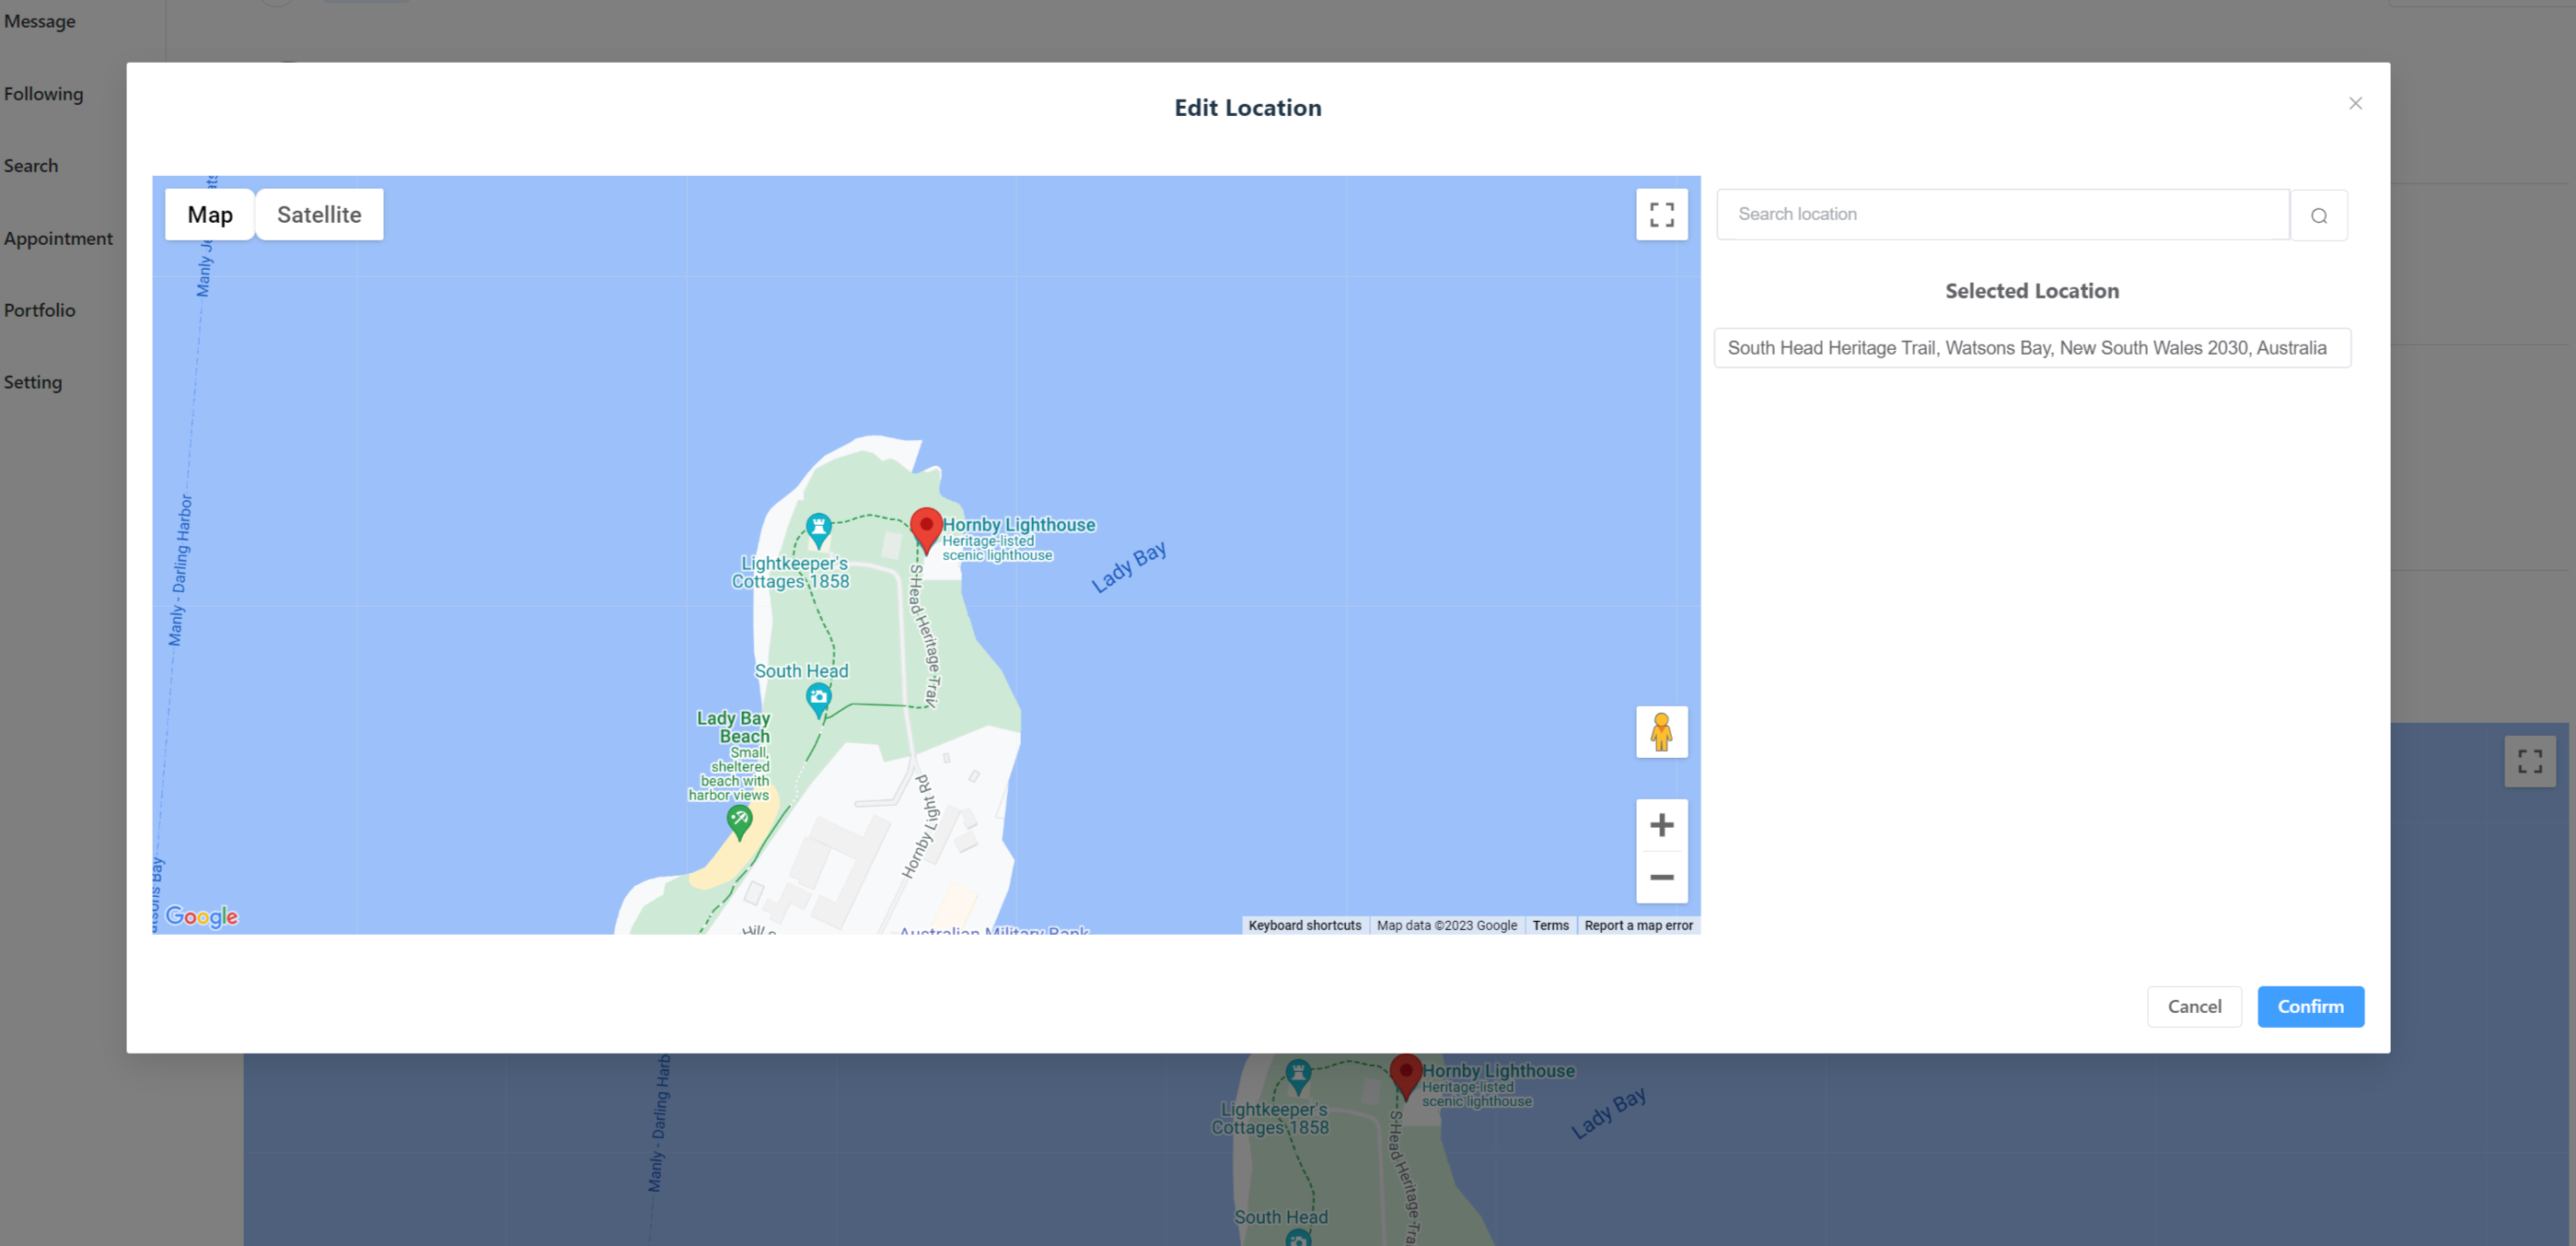 Message
Following
Search
Appointment
Portfolio
Setting
Edit Location
Map
Satellite
Manly - Darling Harbor
Search location
Selected Location
South Head Heritage Trail, Watsons Bay, New South Wales 2030, Australia
Hornby Lighthouse
Heritage-listed
scenic lighthouse
Lightkeeper's
Cottages 1858
Lady Bay
S Head Heritage Trail
South Head
Lady Bay
Beach
Small,
sheltered
beach with
harbor views
Hornby Light Rd
Google
Australian Military Bank
Keyboard shortcuts
Map data ©2023 Google
Terms
Report a map error
Cancel
Confirm
Manly - Darling Harb
Hornby Lighthouse
Heritage-listed
scenic lighthouse
Lightkeeper's
Cottages 1858
Lady Bay
S Head Heritage Tra
South Head